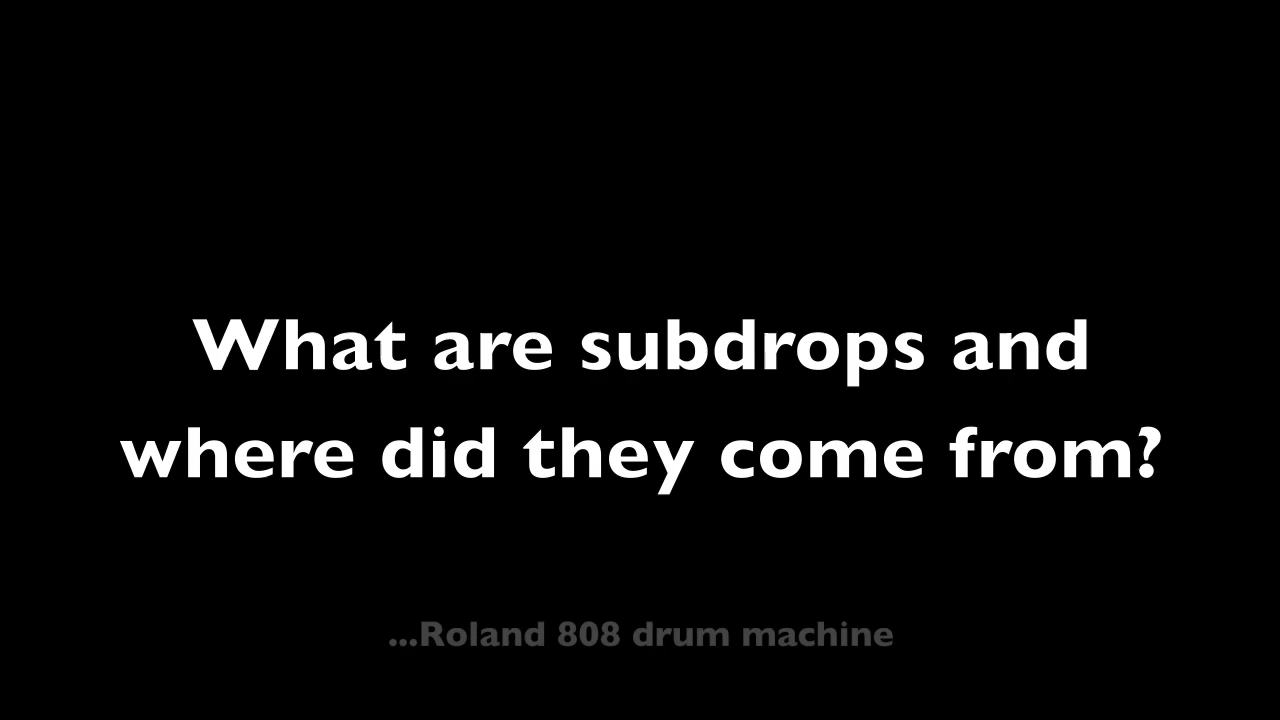 What are subdrops and
where did they come from?
...Roland 808 drum machine